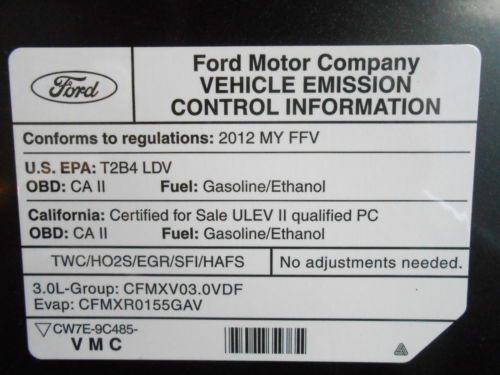 Ford
Ford Motor Company
VEHICLE EMISSION
CONTROL INFORMATION
Conforms to regulations: 2012 MY FFV
U.S. EPA: T2B4 LDV
OBD: CA II Fuel: Gasoline/Ethanol
California: Certified for Sale ULEV II qualified PC
OBD: CA II Fuel: Gasoline/Ethanol
TWC/HO2S/EGR/SFI/HAFS No adjustments needed.
3.0L-Group: CFMXV03.0VDF
Evap: CFMXR0155GAV
CW7E-9C485-
V M C